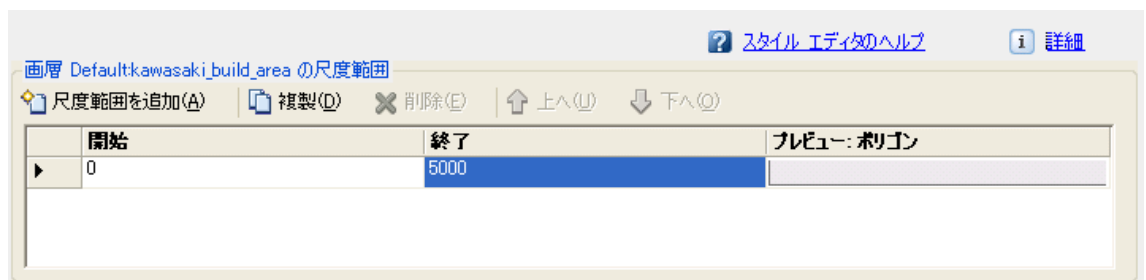 スタイル エディタのヘルプ 詳細
画層 Default:kawasaki_build_area の尺度範囲
尺度範囲を追加(A) 複製(D) 削除(E) 上へ(U) 下へ(O)
開始 終了 プレビュー: ポリゴン
0 5000